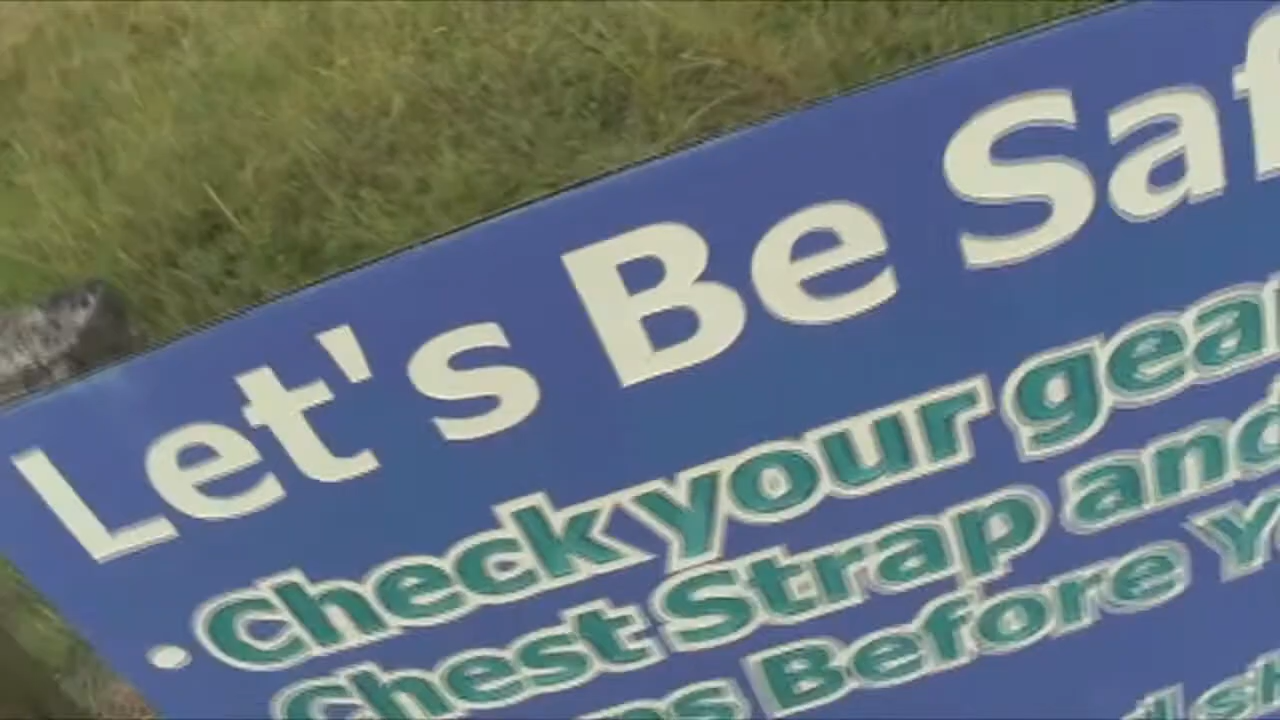 Let's Be Saf
• Check your gear
Chest Strap and
Before Y